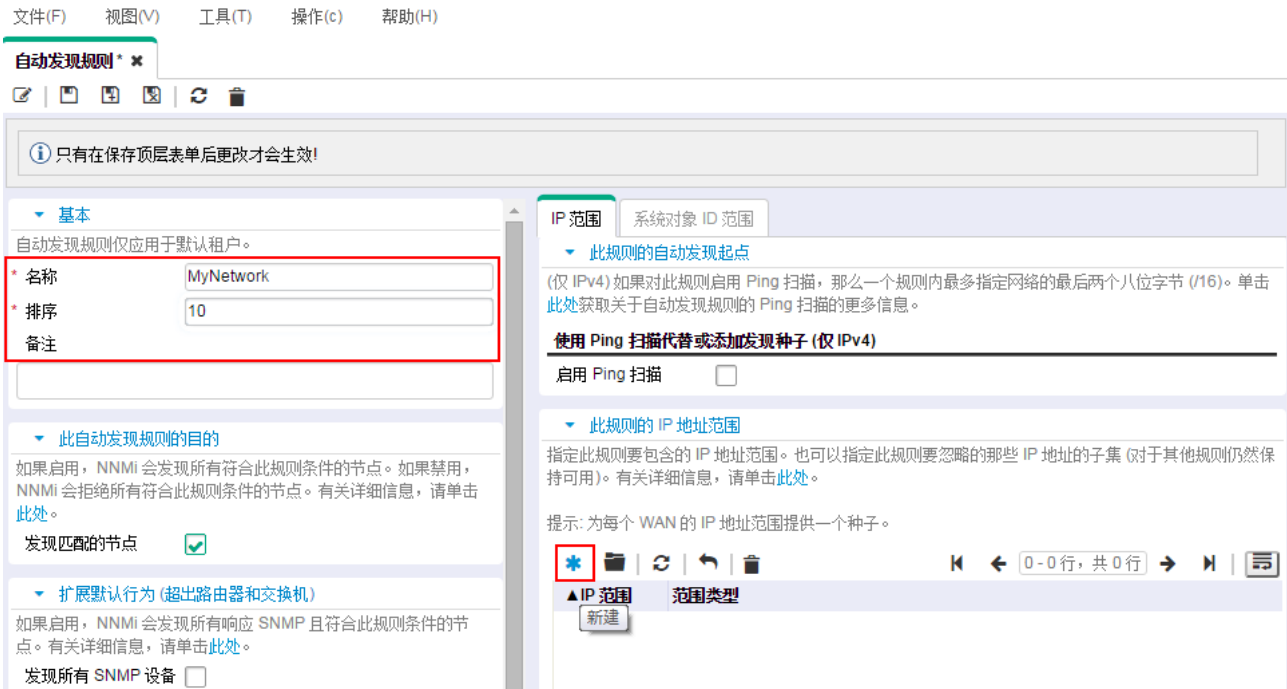 文件(F) 视图(V) 工具(T) 操作(c) 帮助(H)
自动发现规则* ✖
只有在保存顶层表单后更改才会生效!
基本
自动发现规则仅应用于默认租户。
* 名称 MyNetwork
* 排序 10
备注
此自动发现规则的目的
如果启用，NNMi 会发现所有符合此规则条件的节点。如果禁用，
NNMi 会拒绝所有符合此规则条件的节点。有关详细信息，请单击
此处。
发现匹配的节点
扩展默认行为 (超出路由器和交换机)
如果启用，NNMi 会发现所有响应 SNMP 且符合此规则条件的节
点。有关详细信息，请单击此处。
发现所有 SNMP 设备
IP 范围 系统对象 ID 范围
此规则的自动发现起点
(仅 IPv4) 如果对此规则启用 Ping 扫描，那么一个规则内最多指定网络的最后两个八位字节 (/16)。单击
此处获取关于自动发现规则的 Ping 扫描的更多信息。
使用 Ping 扫描代替或添加发现种子 (仅 IPv4)
启用 Ping 扫描
此规则的 IP 地址范围
指定此规则要包含的 IP 地址范围。也可以指定此规则要忽略的那些 IP 地址的子集 (对于其他规则仍然保
持可用)。有关详细信息，请单击此处。
提示: 为每个 WAN 的 IP 地址范围提供一个种子。
0 - 0 行，共 0 行
▲IP 范围 范围类型
新建